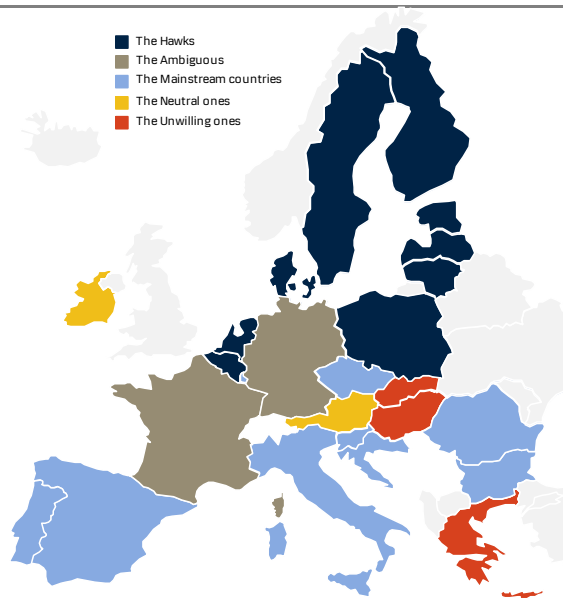 The Hawks
The Ambiguous
The Mainstream countries
The Neutral ones
The Unwilling ones